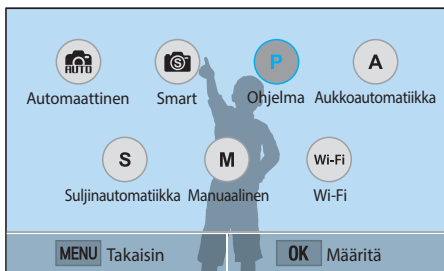 AUTO S P A
Automaattinen Smart Ohjelma Aukkoautomatiikka
S M Wi-Fi
Suljinautomatiikka Manuaalinen Wi-Fi
MENU Takaisin OK Määritä